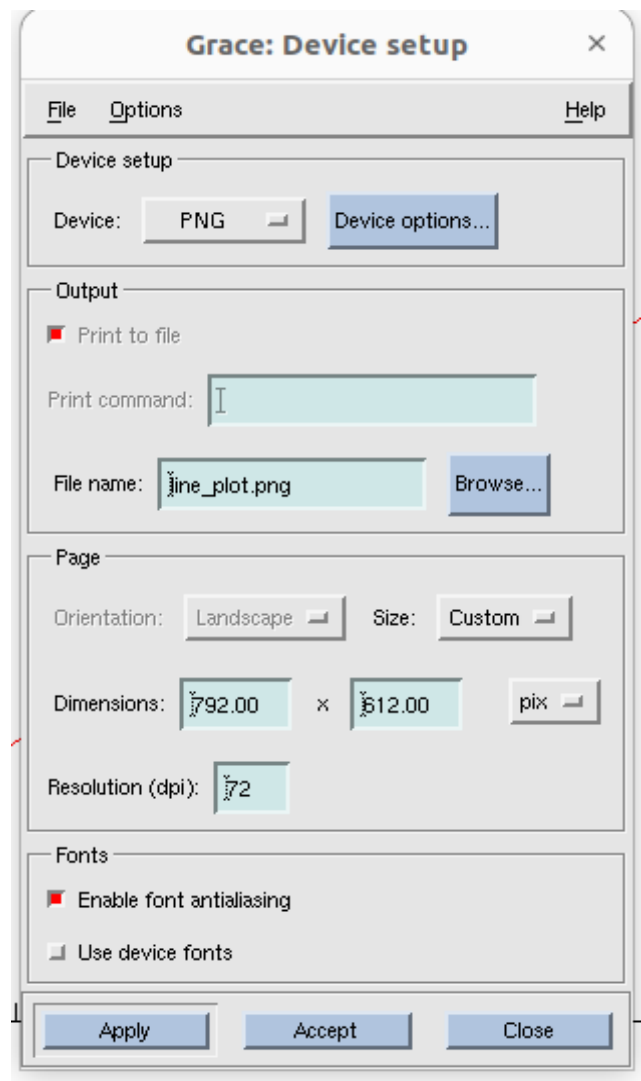 Grace: Device setup ×
File Options Help
Device setup
Device: PNG Device options...
Output
Print to file
Print command:
File name: line_plot.png Browse...
Page
Orientation: Landscape Size: Custom
Dimensions: 792.00 x 612.00 pix
Resolution (dpi): 72
Fonts
Enable font antialiasing
Use device fonts
Apply Accept Close